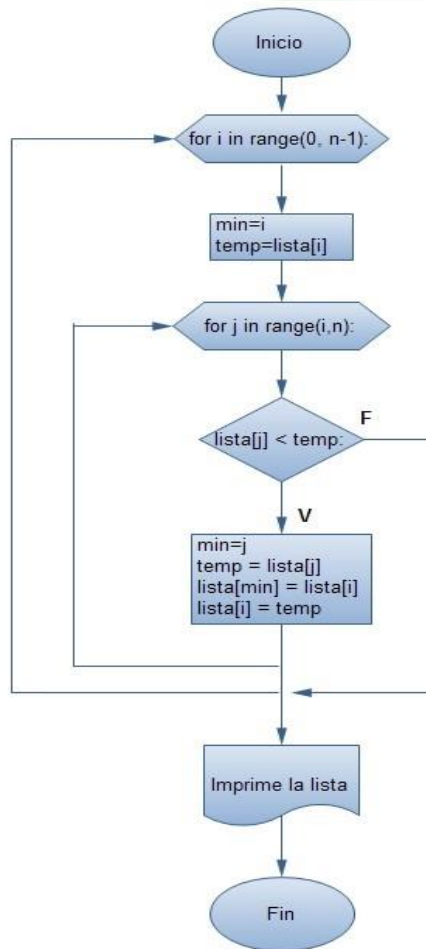 Inicio
for i in range(0, n-1):
min=i
temp=lista[i]
for j in range(i,n):
F
lista[j] < temp:
V
min=j
temp = lista[j]
lista[min] = lista[i]
lista[i] = temp
Imprime la lista
Fin